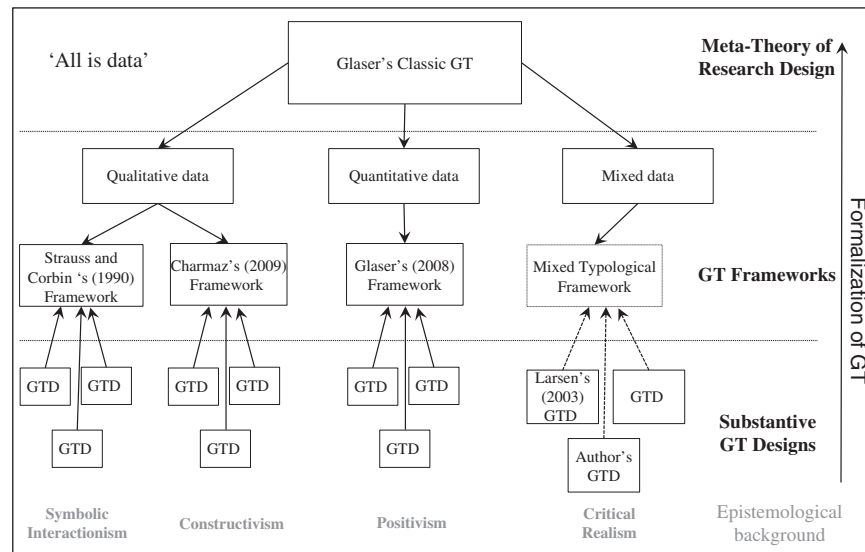 'All is data'
Glaser's Classic GT
Meta-Theory of
Research Design
Qualitative data
Quantitative data
Mixed data
Strauss and
Corbin 's (1990)
Framework
Charmaz's (2009)
Framework
Glaser's (2008)
Framework
Mixed Typological
Framework
GT Frameworks
Formalization of GT
GTD
GTD
GTD
GTD
GTD
GTD
Larsen's
(2003)
GTD
GTD
GTD
GTD
GTD
Author's
GTD
Substantive
GT Designs
Symbolic
Interactionism
Constructivism
Positivism
Critical
Realism
Epistemological
background